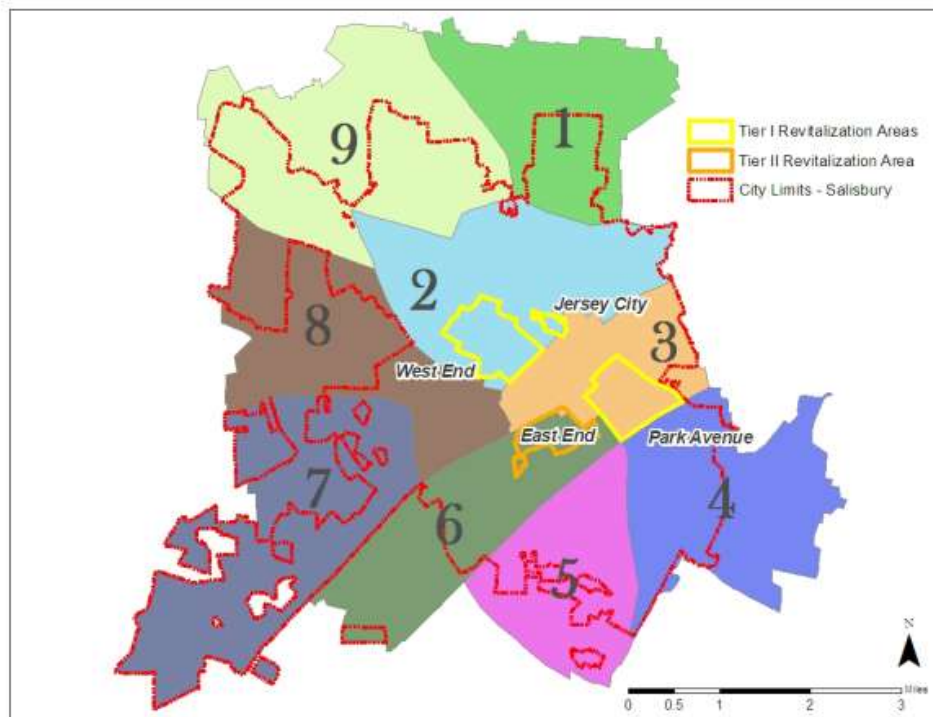 1
9
Tier I Revitalization Areas
Tier II Revitalization Area
City Limits - Salisbury
2
Jersey City
8
3
West End
East End
Park Avenue
7
4
6
5
N
Miles
0 0.5 1 2 3